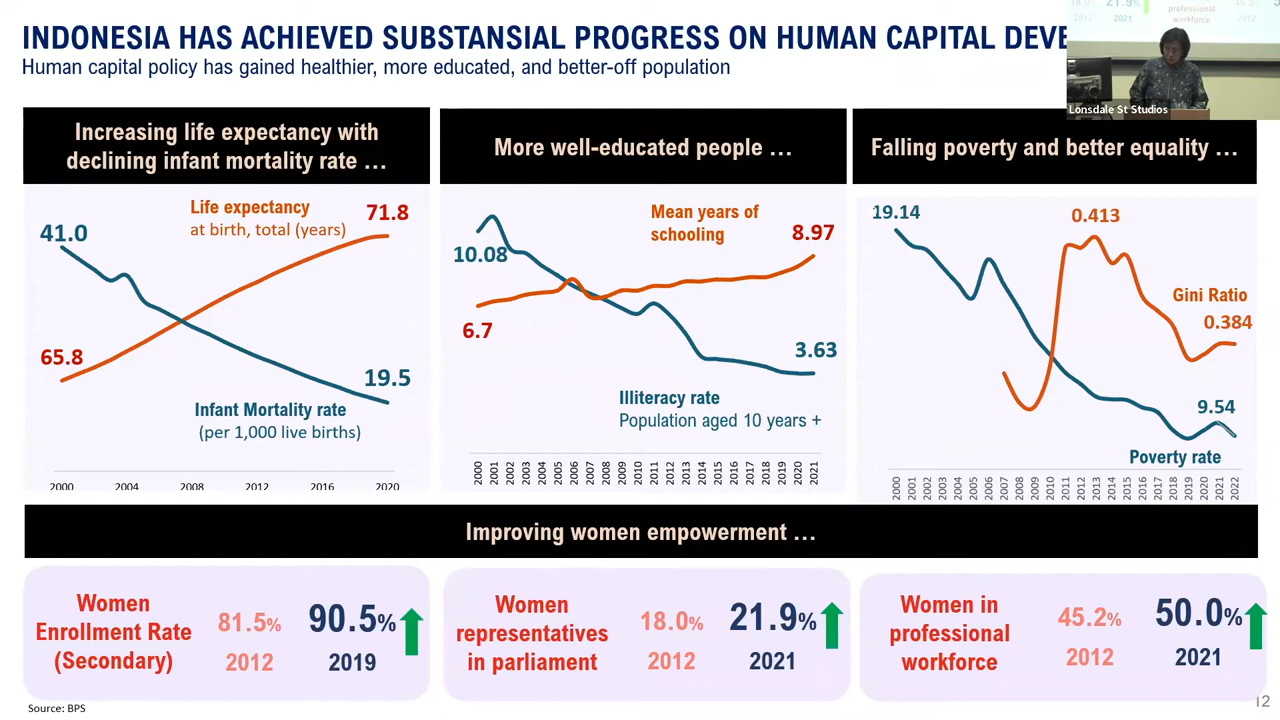 INDONESIA HAS ACHIEVED SUBSTANSIAL PROGRESS ON HUMAN CAPITAL DEVE
Human capital policy has gained healthier, more educated, and better-off population
21.9%
2012
2021
professional
workforce
2012
Lonsdale St Studios
Increasing life expectancy with
declining infant mortality rate …
Life expectancy
at birth, total (years)
71.8
41.0
65.8
19.5
Infant Mortality rate
(per 1,000 live births)
2000 2004 2008 2012 2016 2020
More well-educated people …
Mean years of
schooling
8.97
10.08
6.7
3.63
Illiteracy rate
Population aged 10 years +
2000 2001 2002 2003 2004 2005 2006 2007 2008 2009 2010 2011 2012 2013 2014 2015 2016 2017 2018 2019 2020 2021
Falling poverty and better equality …
19.14
0.413
Gini Ratio
0.384
9.54
Poverty rate
2000 2001 2002 2003 2004 2005 2006 2007 2008 2009 2010 2011 2012 2013 2014 2015 2016 2017 2018 2019 2020 2021 2022
Improving women empowerment …
Women
Enrollment Rate
(Secondary)
81.5% 90.5%
2012 2019
Women
representatives
in parliament
18.0% 21.9%
2012 2021
Women in
professional
workforce
45.2% 50.0%
2012 2021
Source: BPS
12